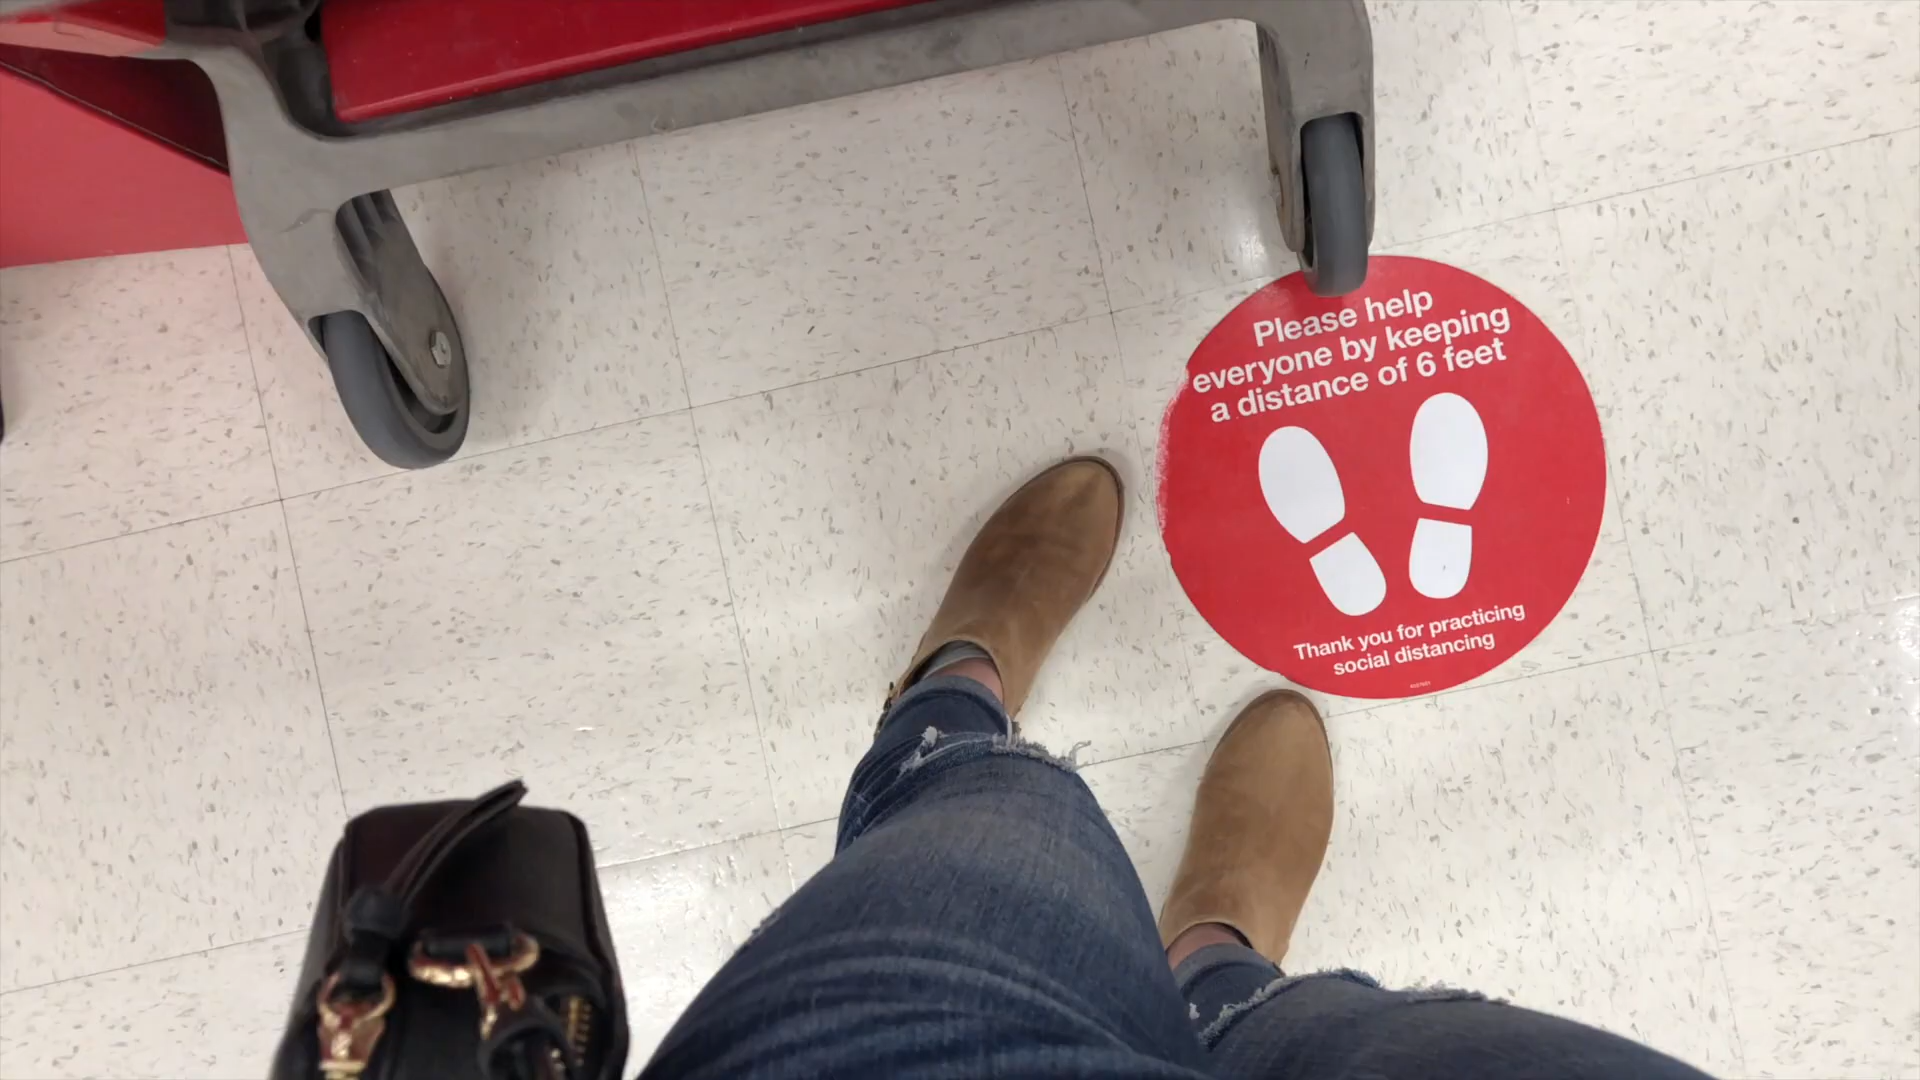 Please help
everyone by keeping
a distance of 6 feet
Thank you for practicing
social distancing